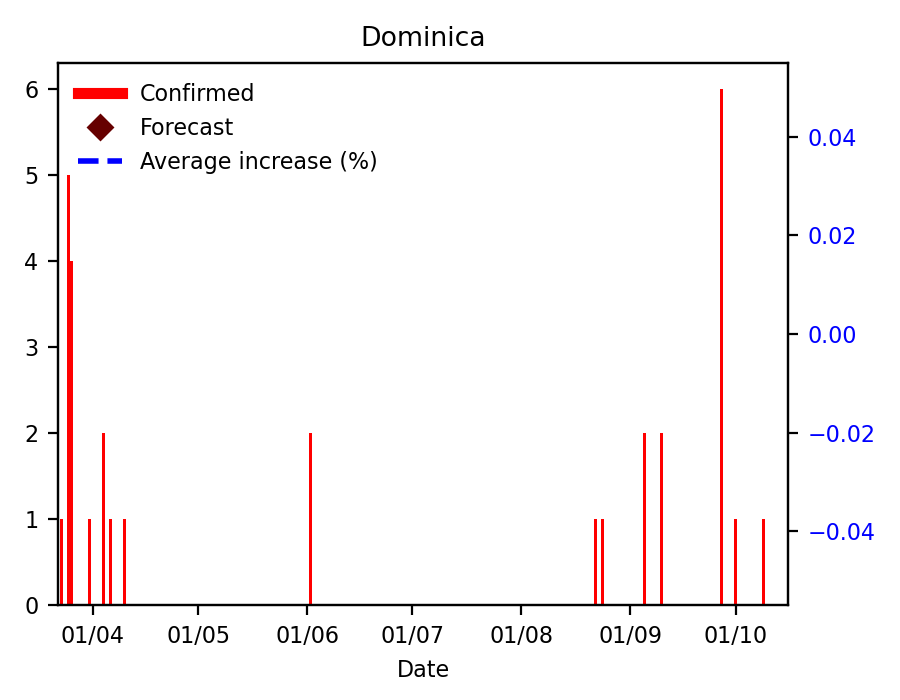 Dominica
Confirmed
Forecast
Average increase (%)
6
5
4
3
2
1
0
0.04
0.02
0.00
−0.02
−0.04
01/04 01/05 01/06 01/07 01/08 01/09 01/10
Date